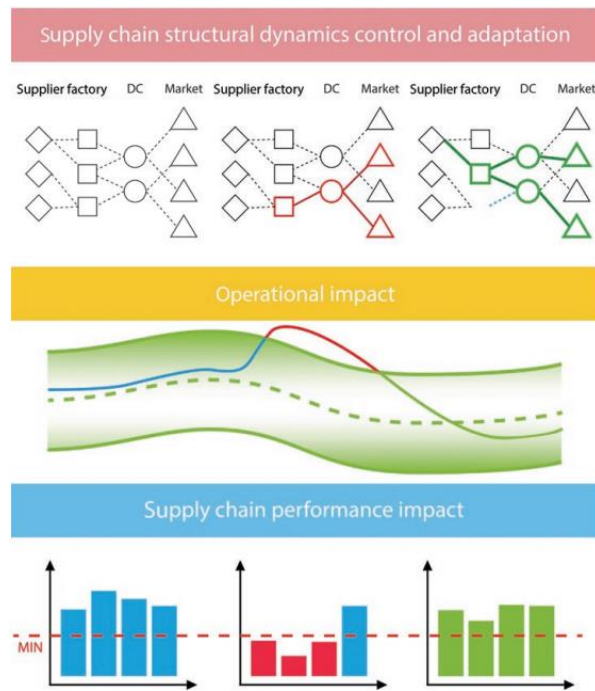 Supply chain structural dynamics control and adaptation
Supplier factory DC Market Supplier factory DC Market Supplier factory DC Market
Operational impact
Supply chain performance impact
MIN